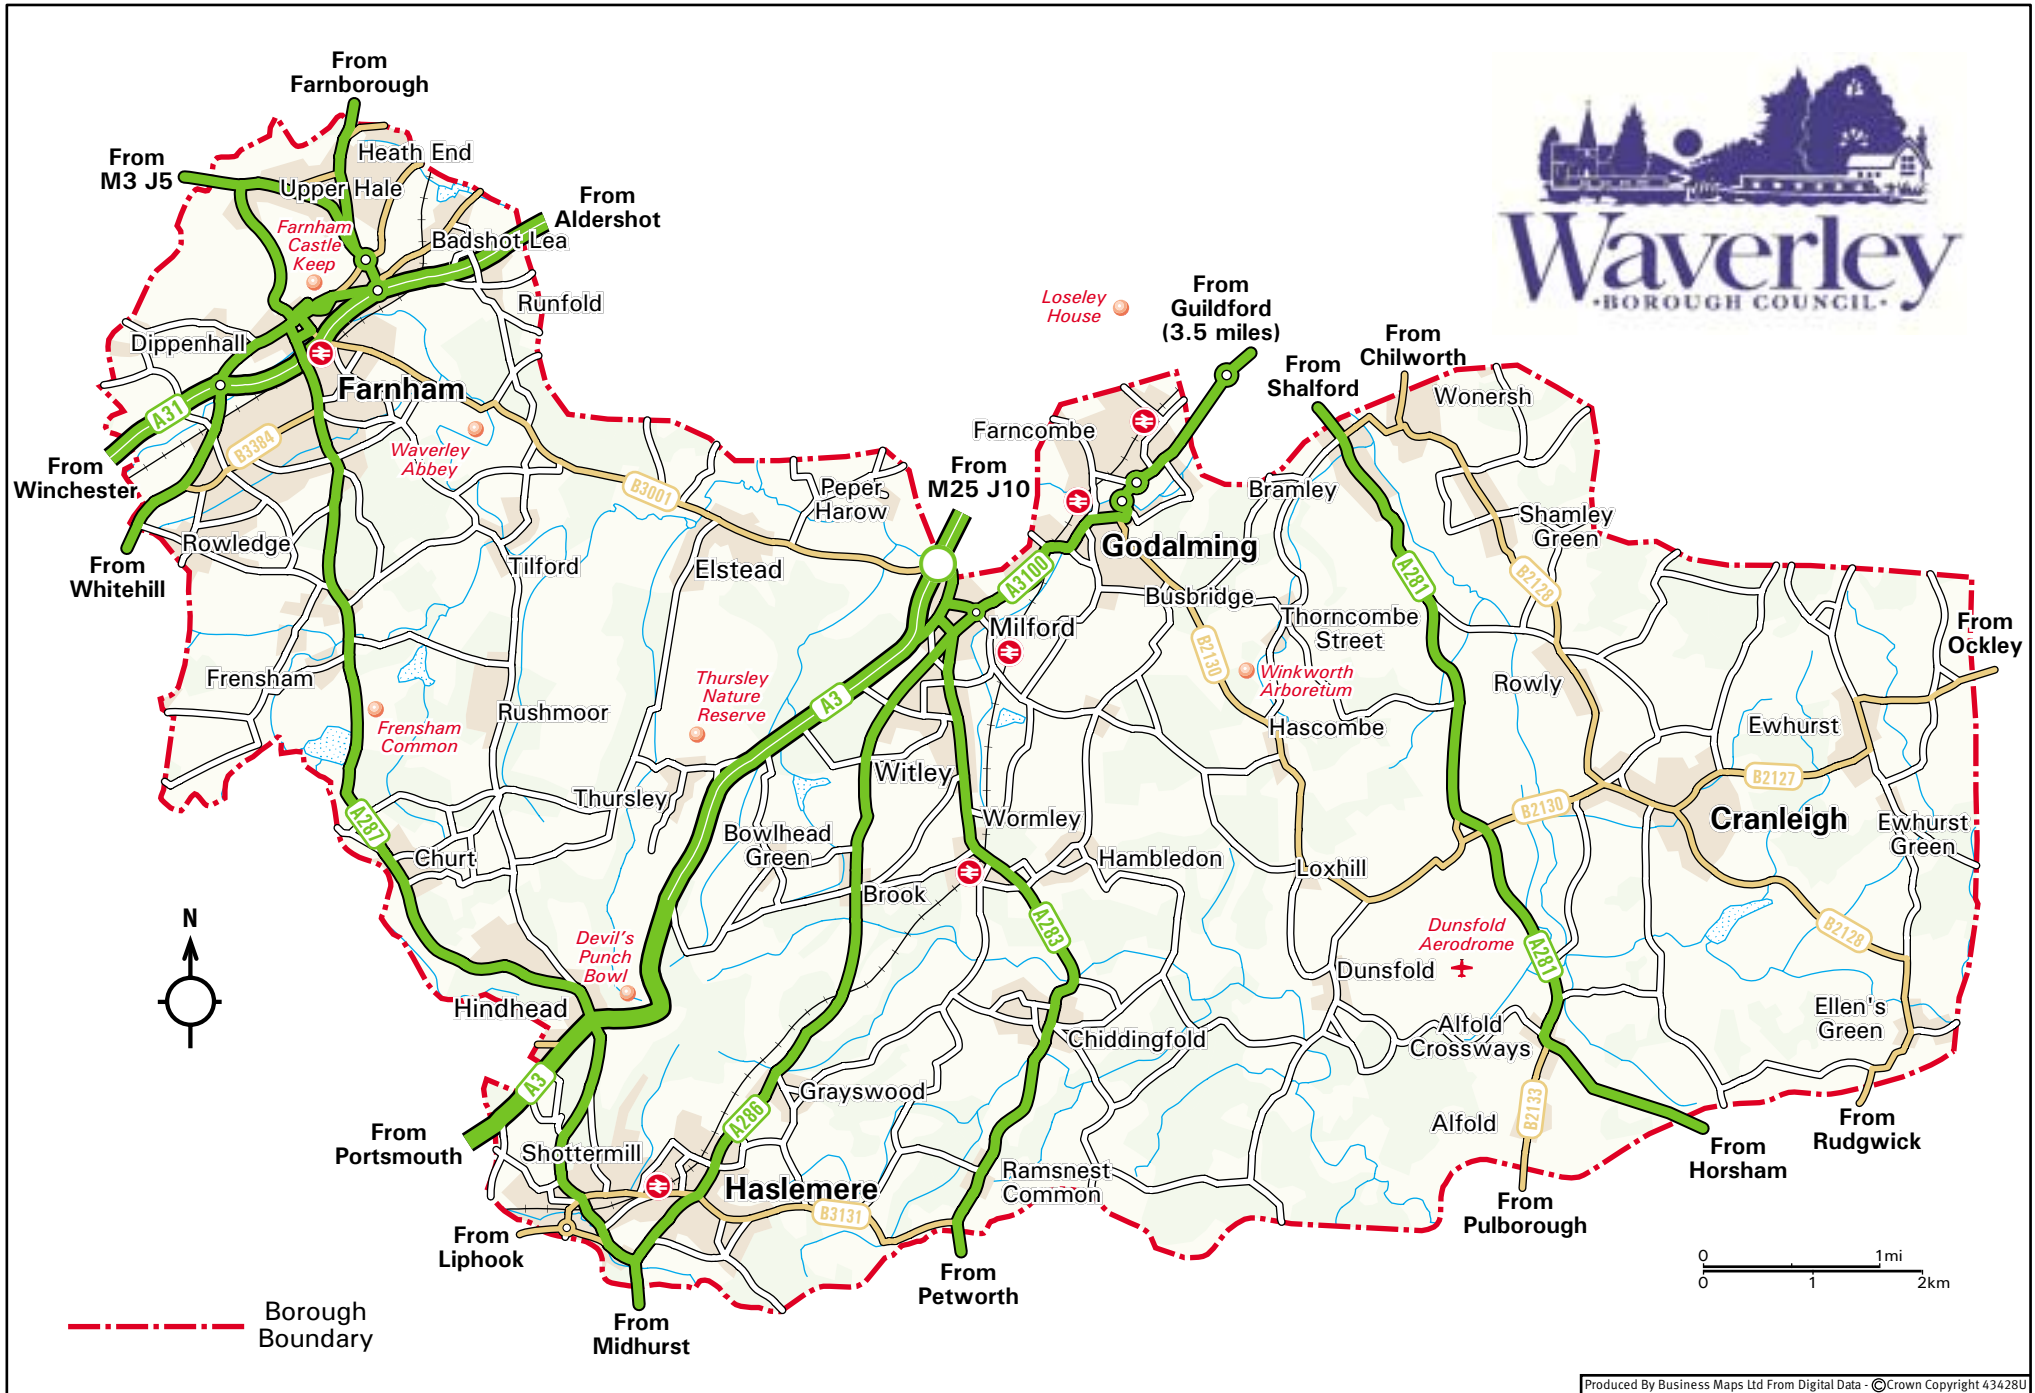 From
Farnborough
From
M3 J5
Heath End
Upper Hale
From
Aldershot
Farnham
Castle
Keep
Badshot Lea
Runfold
Dippenhall
Farnham
A31
B3384
Waverley
Abbey
From
Winchester
From
Whitehill
Rowledge
Tilford
B3001
Elstead
Peper
Harow
From
M25 J10
Loseley
House
From
Guildford
(3.5 miles)
From
Shalford
From
Chilworth
Wonersh
Waverley
·BOROUGH COUNCIL·
Farncombe
Bramley
Shamley
Green
Godalming
A3100
A281
B2128
Busbridge
Milford
Thorncombe
Street
B2130
Winkworth
Arboretum
Rowly
From
Ockley
Frensham
Frensham
Common
Rushmoor
Thursley
Nature
Reserve
A3
Hascombe
Ewhurst
Witley
B2127
B2130
Cranleigh
Ewhurst
Green
Thursley
A287
Bowlhead
Green
Wormley
Churt
Hambledon
Loxhill
Brook
A283
Dunsfold
Aerodrome
B2128
A281
Dunsfold
Devil's
Punch
Bowl
N
Hindhead
Chiddingfold
Alfold
Crossways
Ellen's
Green
A3
Grayswood
A286
B2133
Alfold
From
Rudgwick
From
Portsmouth
Shottermill
From
Horsham
Haslemere
Ramsnest
Common
B3131
From
Pulborough
From
Liphook
From
Petworth
From
Midhurst
Borough
Boundary
0 1mi
0 1 2km
Produced By Business Maps Ltd From Digital Data - ©Crown Copyright 43428U